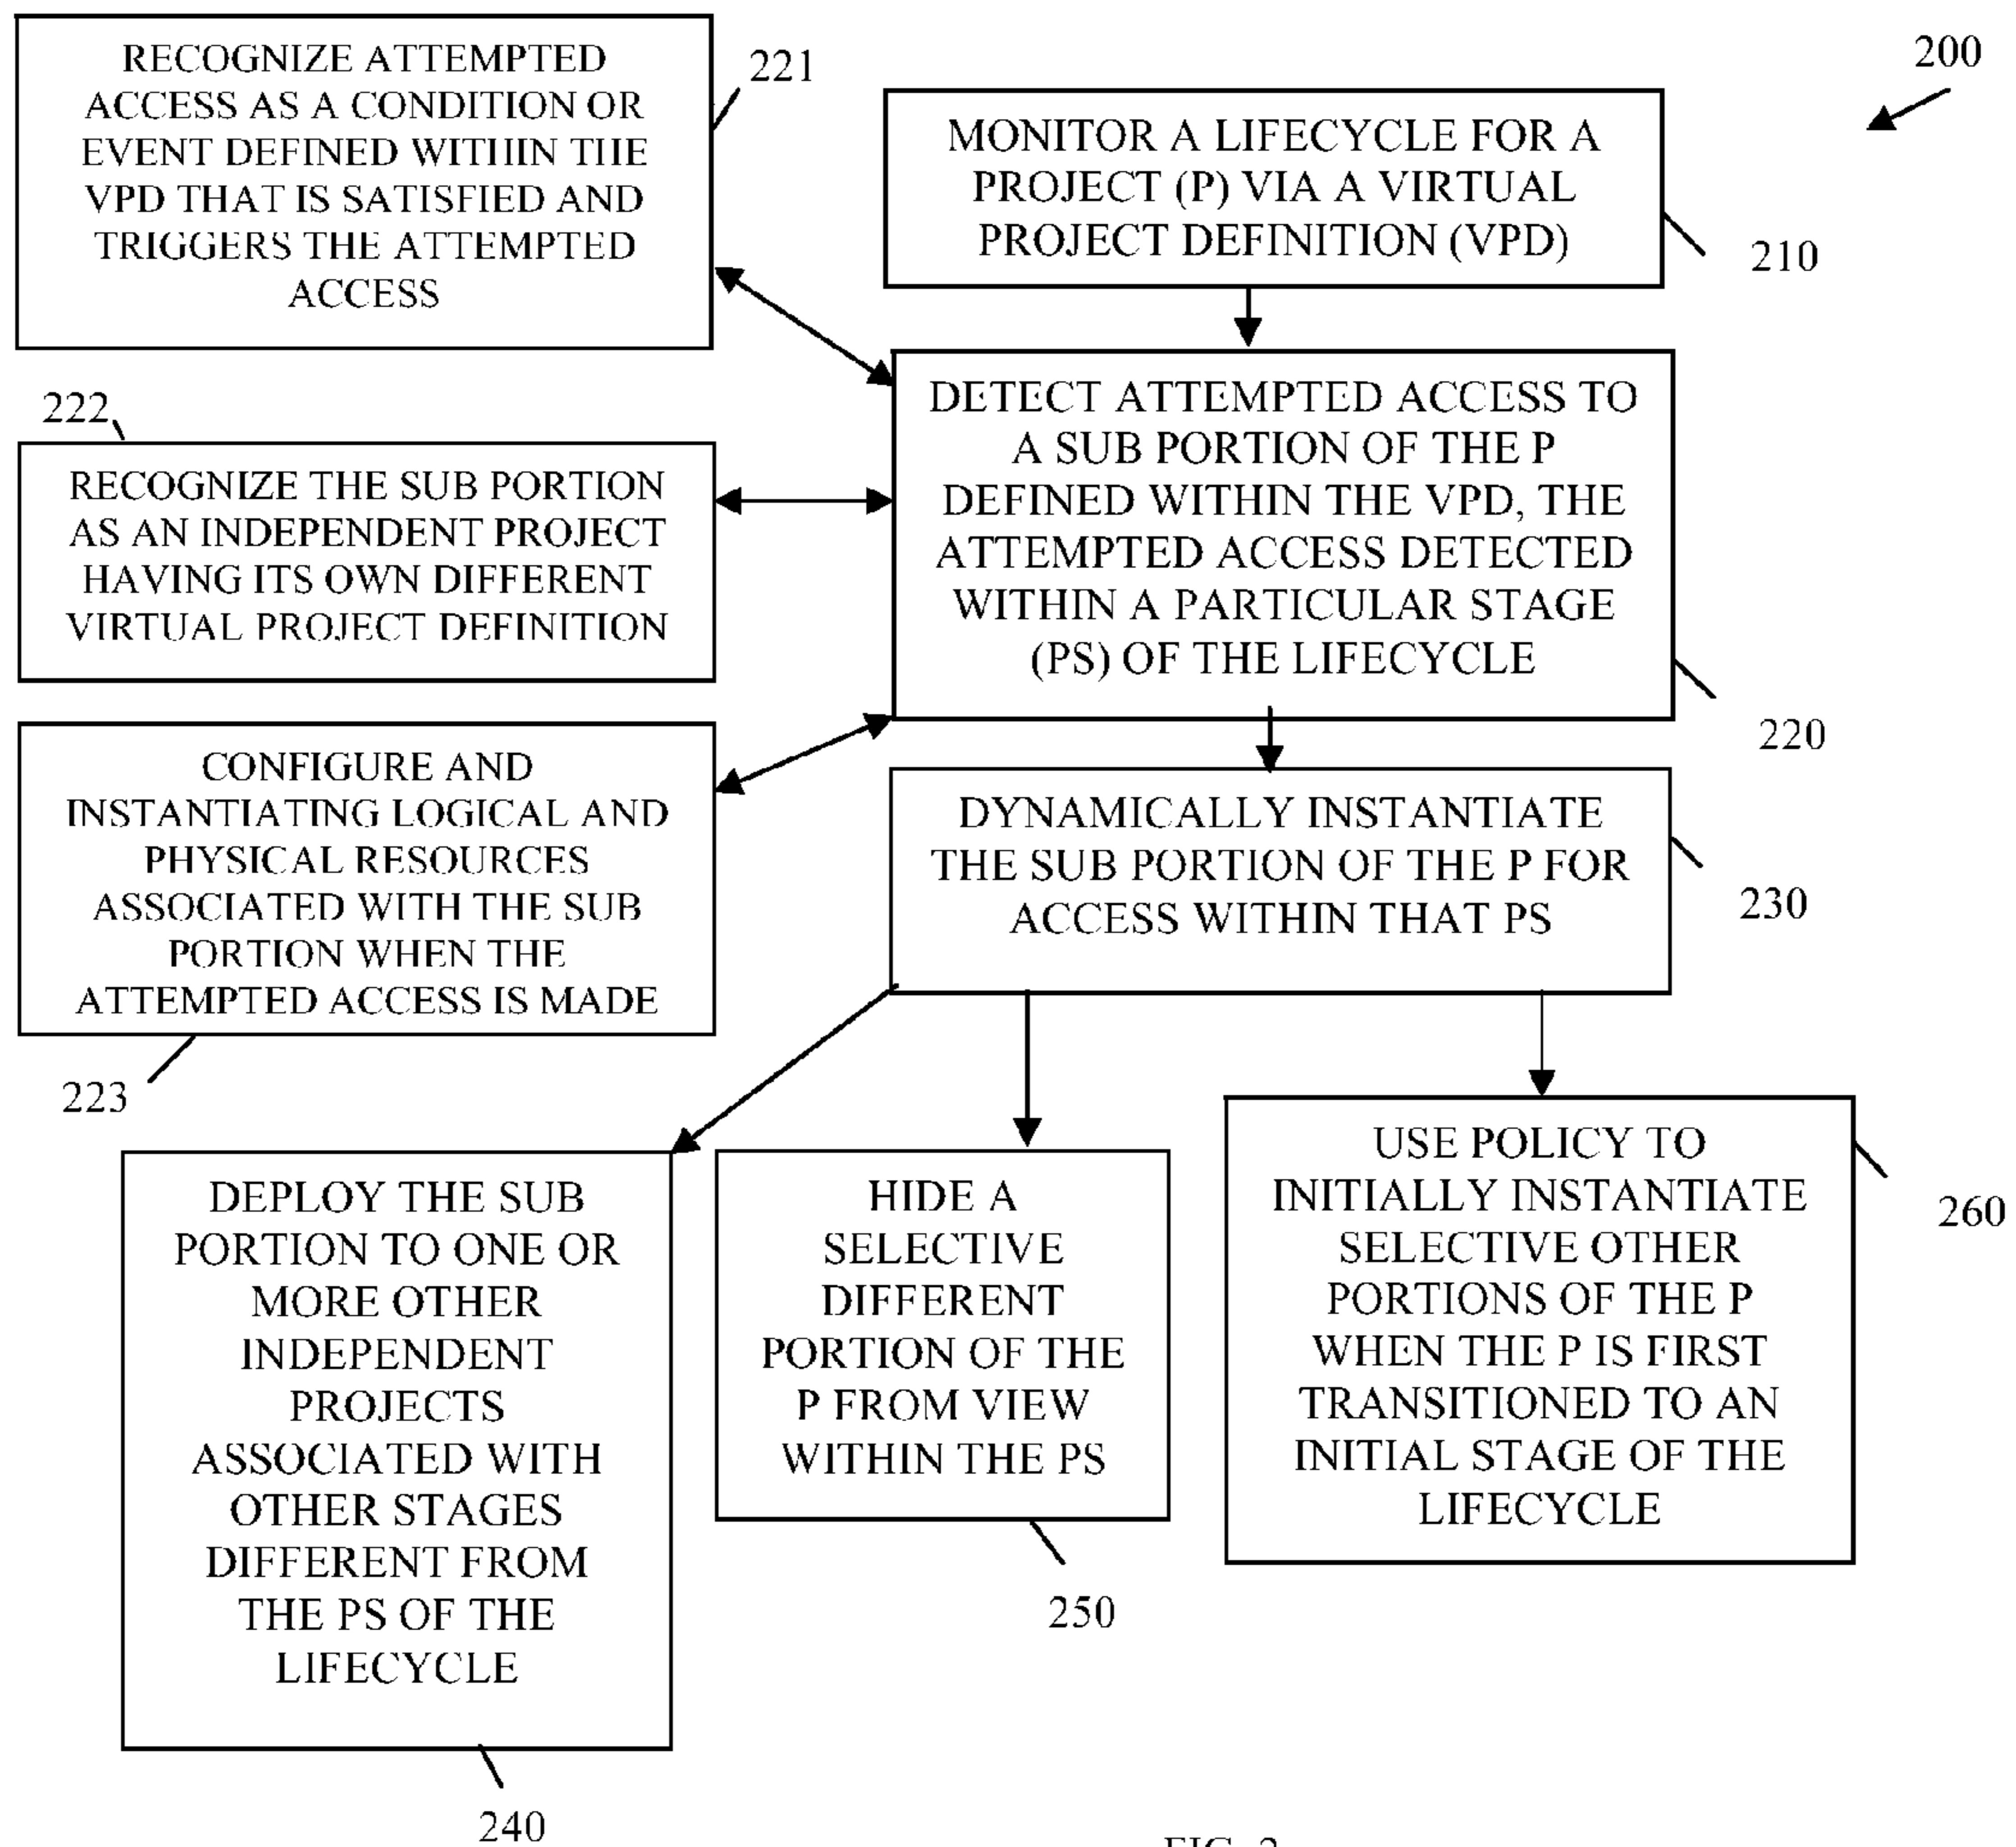 200
RECOGNIZE ATTEMPTED
ACCESS AS A CONDITION OR
EVENT DEFINED WITHIN THE
VPD THAT IS SATISFIED AND
TRIGGERS THE ATTEMPTED
ACCESS
221
MONITOR A LIFECYCLE FOR A
PROJECT (P) VIA A VIRTUAL
PROJECT DEFINITION (VPD)
210
222
RECOGNIZE THE SUB PORTION
AS AN INDEPENDENT PROJECT
HAVING ITS OWN DIFFERENT
VIRTUAL PROJECT DEFINITION
DETECT ATTEMPTED ACCESS TO
A SUB PORTION OF THE P
DEFINED WITHIN THE VPD, THE
ATTEMPTED ACCESS DETECTED
WITHIN A PARTICULAR STAGE
(PS) OF THE LIFECYCLE
220
CONFIGURE AND
INSTANTIATING LOGICAL AND
PHYSICAL RESOURCES
ASSOCIATED WITH THE SUB
PORTION WHEN THE
ATTEMPTED ACCESS IS MADE
223
DYNAMICALLY INSTANTIATE
THE SUB PORTION OF THE P FOR
ACCESS WITHIN THAT PS
230
DEPLOY THE SUB
PORTION TO ONE OR
MORE OTHER
INDEPENDENT
PROJECTS
ASSOCIATED WITH
OTHER STAGES
DIFFERENT FROM
THE PS OF THE
LIFECYCLE
240
HIDE A
SELECTIVE
DIFFERENT
PORTION OF THE
P FROM VIEW
WITHIN THE PS
250
USE POLICY TO
INITIALLY INSTANTIATE
SELECTIVE OTHER
PORTIONS OF THE P
WHEN THE P IS FIRST
TRANSITIONED TO AN
INITIAL STAGE OF THE
LIFECYCLE
260
FIG. 2